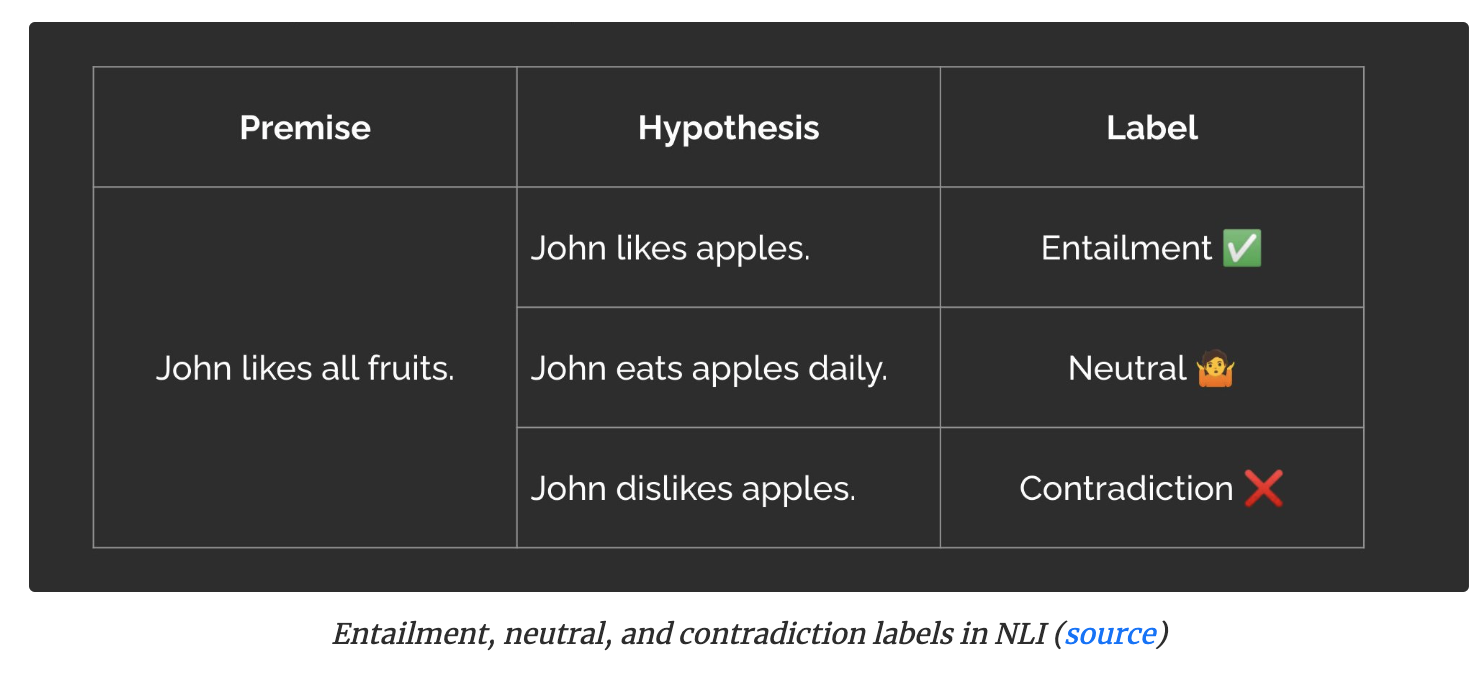 Premise Hypothesis Label
John likes all fruits.
John likes apples. Entailment ✅
John eats apples daily. Neutral 🤷
John dislikes apples. Contradiction ❌
Entailment, neutral, and contradiction labels in NLI (source)